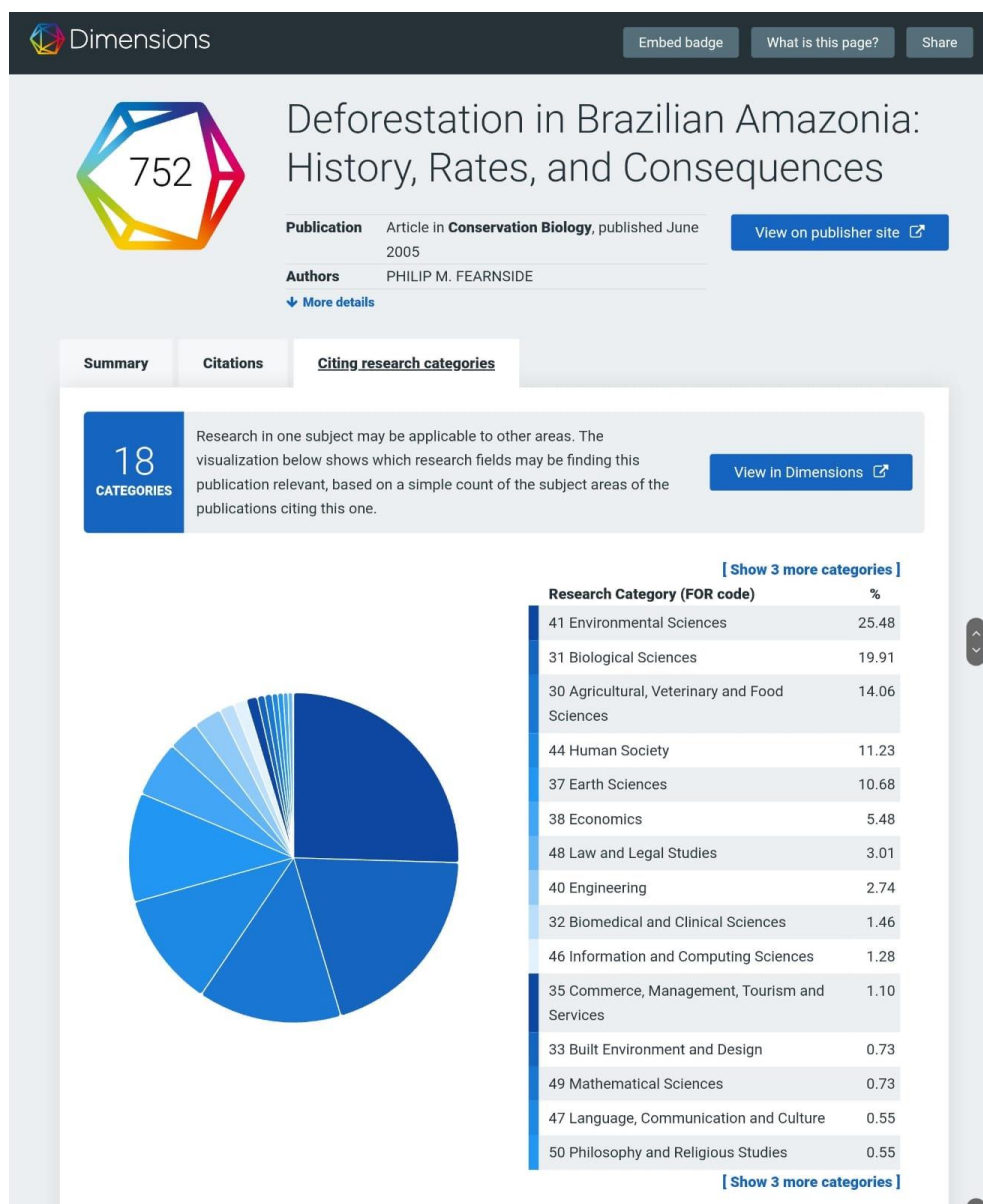 Dimensions
Embed badge
What is this page?
Share
752
Deforestation in Brazilian Amazonia:
History, Rates, and Consequences
Publication Article in Conservation Biology, published June
2005
Authors PHILIP M. FEARNSIDE
More details
View on publisher site
Summary
Citations
Citing research categories
18
CATEGORIES
Research in one subject may be applicable to other areas. The
visualization below shows which research fields may be finding this
publication relevant, based on a simple count of the subject areas of the
publications citing this one.
View in Dimensions
[ Show 3 more categories ]
Research Category (FOR code) %
41 Environmental Sciences 25.48
31 Biological Sciences 19.91
30 Agricultural, Veterinary and Food 14.06
Sciences
44 Human Society 11.23
37 Earth Sciences 10.68
38 Economics 5.48
48 Law and Legal Studies 3.01
40 Engineering 2.74
32 Biomedical and Clinical Sciences 1.46
46 Information and Computing Sciences 1.28
35 Commerce, Management, Tourism and 1.10
Services
33 Built Environment and Design 0.73
49 Mathematical Sciences 0.73
47 Language, Communication and Culture 0.55
50 Philosophy and Religious Studies 0.55
[ Show 3 more categories ]